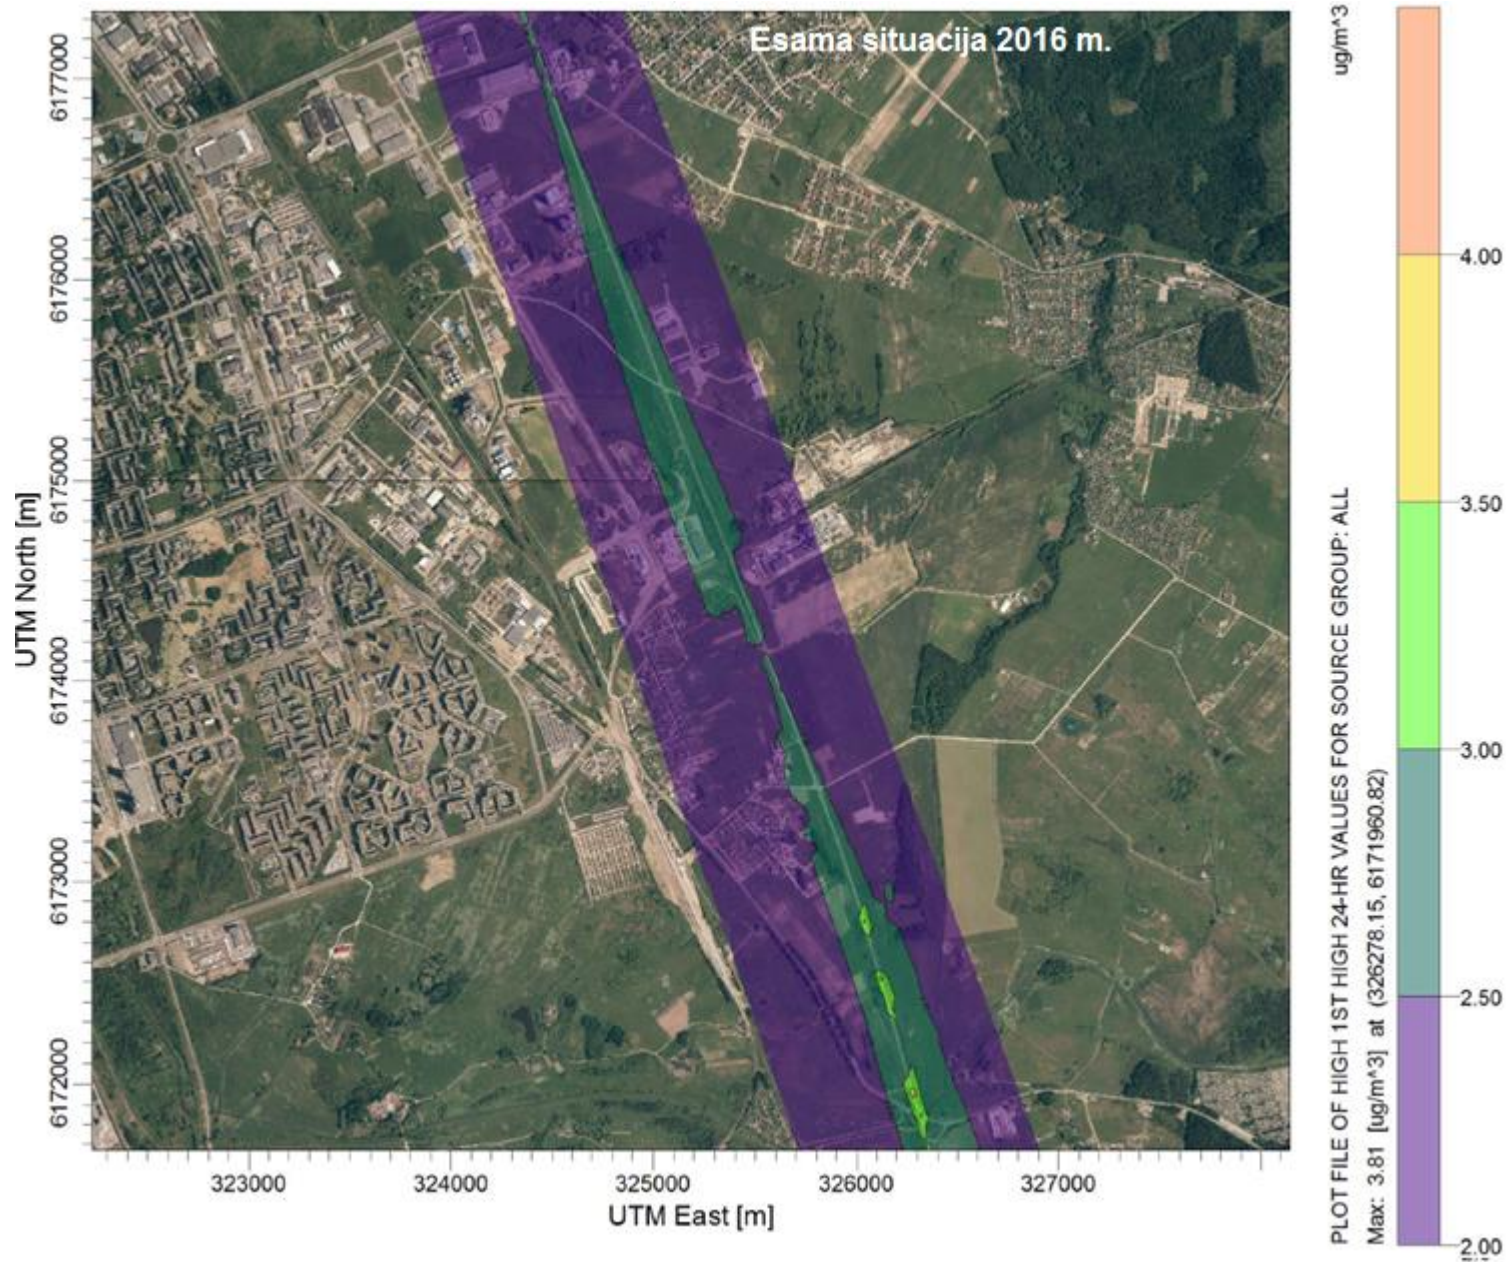 Esama situacija 2016 m.
UTM North [m]
6177000
6176000
6175000
6174000
6173000
6172000
323000
324000
325000
326000
327000
UTM East [m]
PLOT FILE OF HIGH 1ST HIGH 24-HR VALUES FOR SOURCE GROUP: ALL
ug/m^3
Max: 3.81 [ug/m^3] at (326278.15, 6171960.82)
4.00
3.50
3.00
2.50
2.00